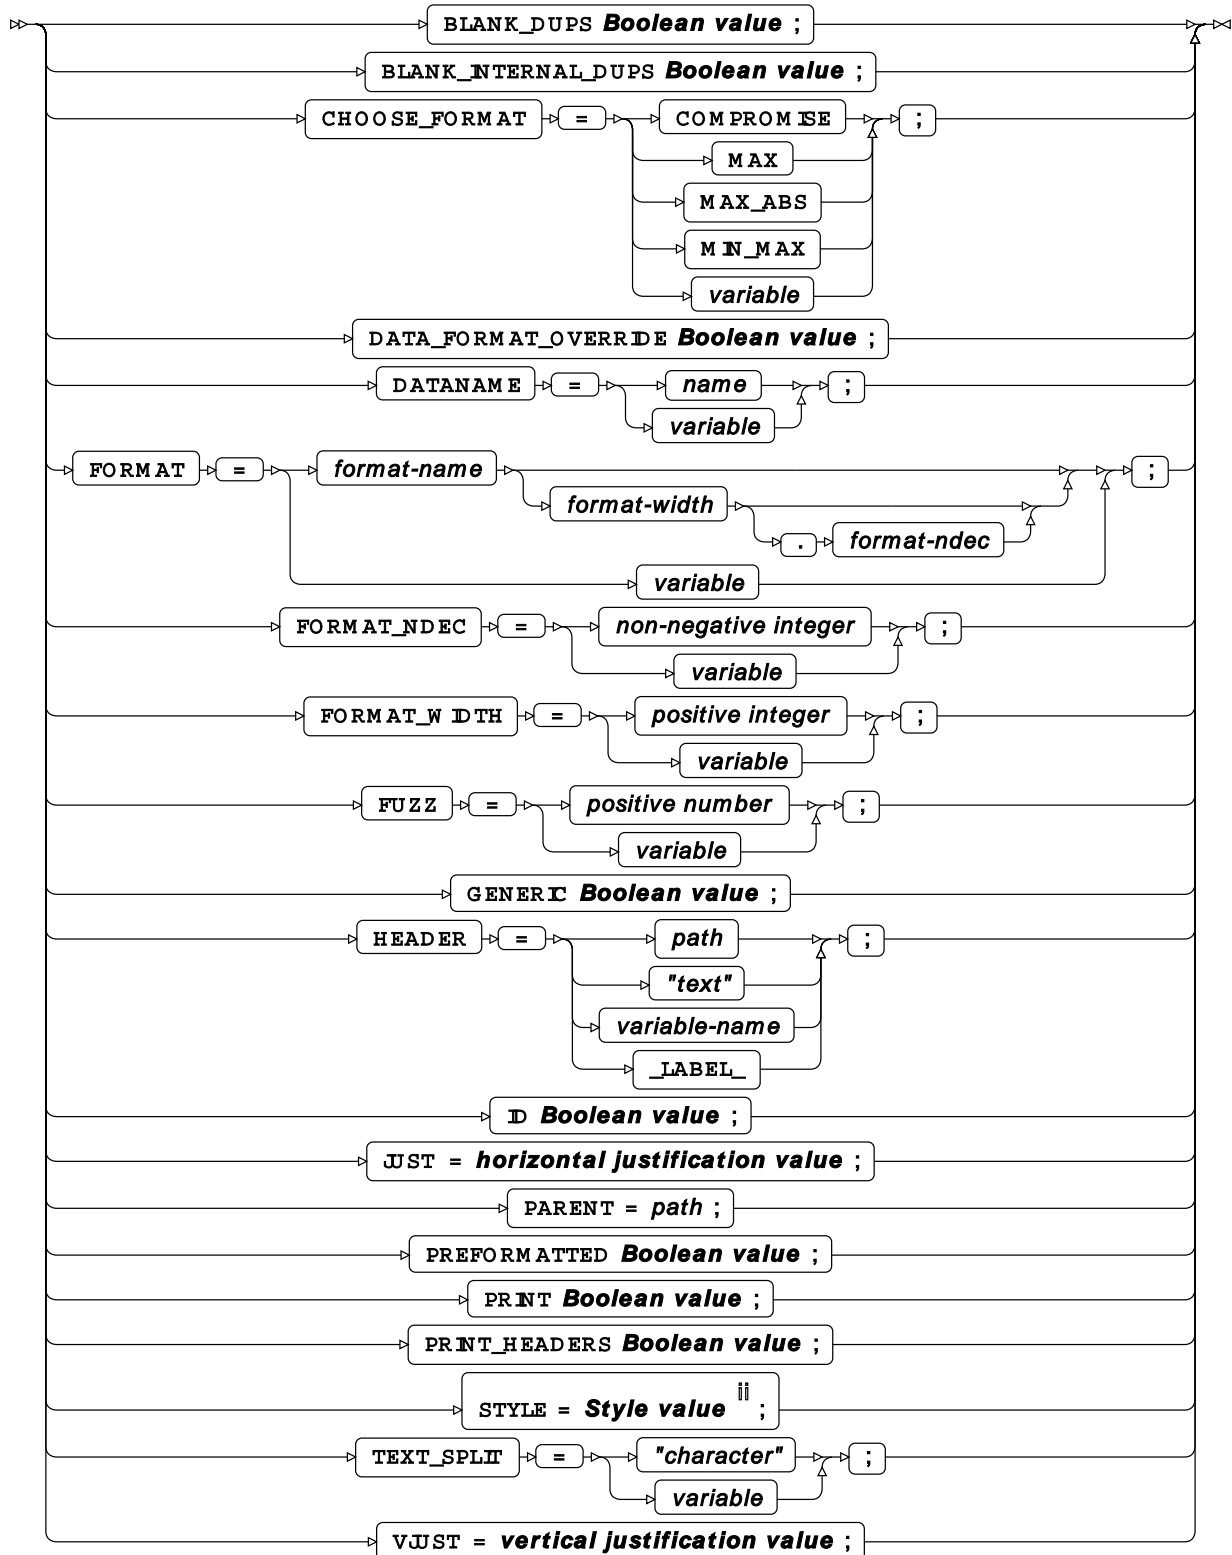 BLANK_DUPS Boolean value ;
BLANK_INTERNAL_DUPS Boolean value ;
CHOOSE_FORMAT = COMPROMISE ;
MAX
MAX_ABS
MIN_MAX
variable
DATA_FORMAT_OVERRIDE Boolean value ;
DATANAME = name ;
variable
FORMAT = format-name ;
format-width
. format-ndec
variable
FORMAT_NDEC = non-negative integer ;
variable
FORMAT_WIDTH = positive integer ;
variable
FUZZ = positive number ;
variable
GENERIC Boolean value ;
HEADER = path ;
"text"
variable-name
_LABEL_
ID Boolean value ;
JUST = horizontal justification value ;
PARENT = path ;
PREFORMATTED Boolean value ;
PRINT Boolean value ;
PRINT_HEADERS Boolean value ;
STYLE = Style value ii ;
TEXT_SPLIT = "character" ;
variable
VJUST = vertical justification value ;